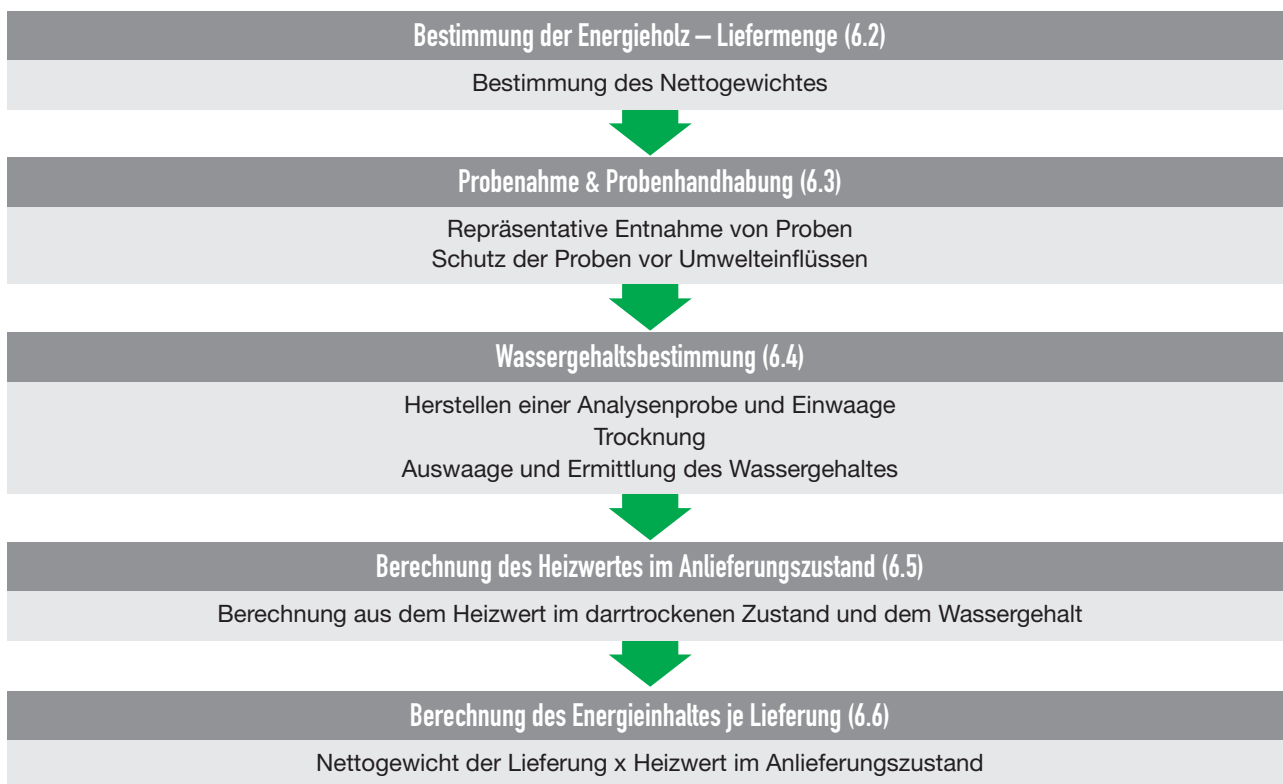 Bestimmung der Energieholz – Liefermenge (6.2)
Bestimmung des Nettogewichtes
Probenahme & Probenhandhabung (6.3)
Repräsentative Entnahme von Proben
Schutz der Proben vor Umwelteinflüssen
Wassergehaltsbestimmung (6.4)
Herstellen einer Analysenprobe und Einwaage
Trocknung
Auswaage und Ermittlung des Wassergehaltes
Berechnung des Heizwertes im Anlieferungszustand (6.5)
Berechnung aus dem Heizwert im darrtrockenen Zustand und dem Wassergehalt
Berechnung des Energieinhaltes je Lieferung (6.6)
Nettogewicht der Lieferung x Heizwert im Anlieferungszustand